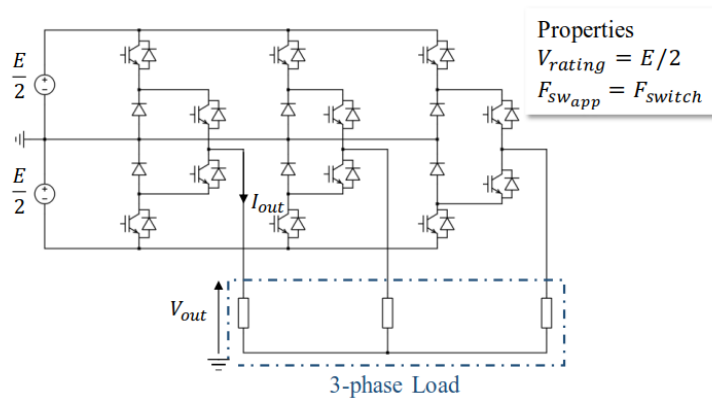 Properties
V_rating = E/2
F_sw_app = F_switch
E/2
E/2
I_out
V_out
3-phase Load